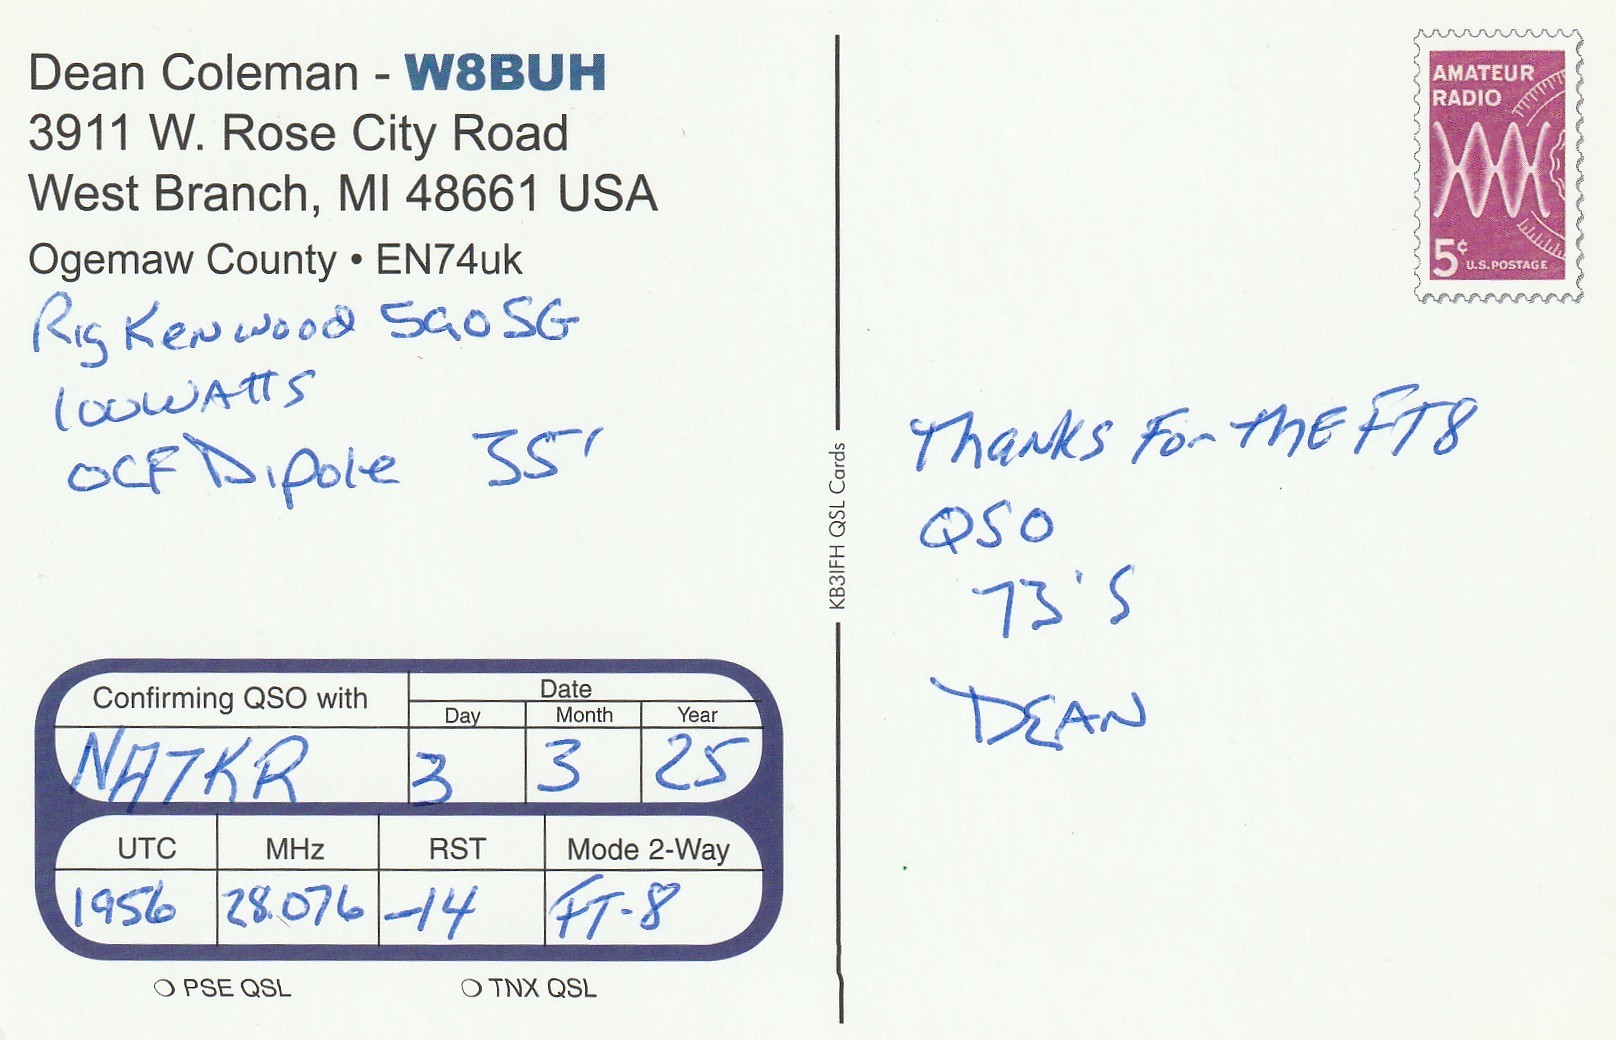 Dean Coleman - W8BUH
3911 W. Rose City Road
West Branch, MI 48661 USA
Ogemaw County • EN74uk
Rig Kenwood 590SG
100WATTS
OCF Dipole 35'
Confirming QSO with
Date
Day Month Year
NA7KR 3 3 25
UTC MHz RST Mode 2-Way
1956 28.076 -14 FT-8
PSE QSL TNX QSL
KB3IFH QSL Cards
AMATEUR
RADIO
5¢ U.S. POSTAGE
Thanks For the FT8
QSO
73'S
DEAN